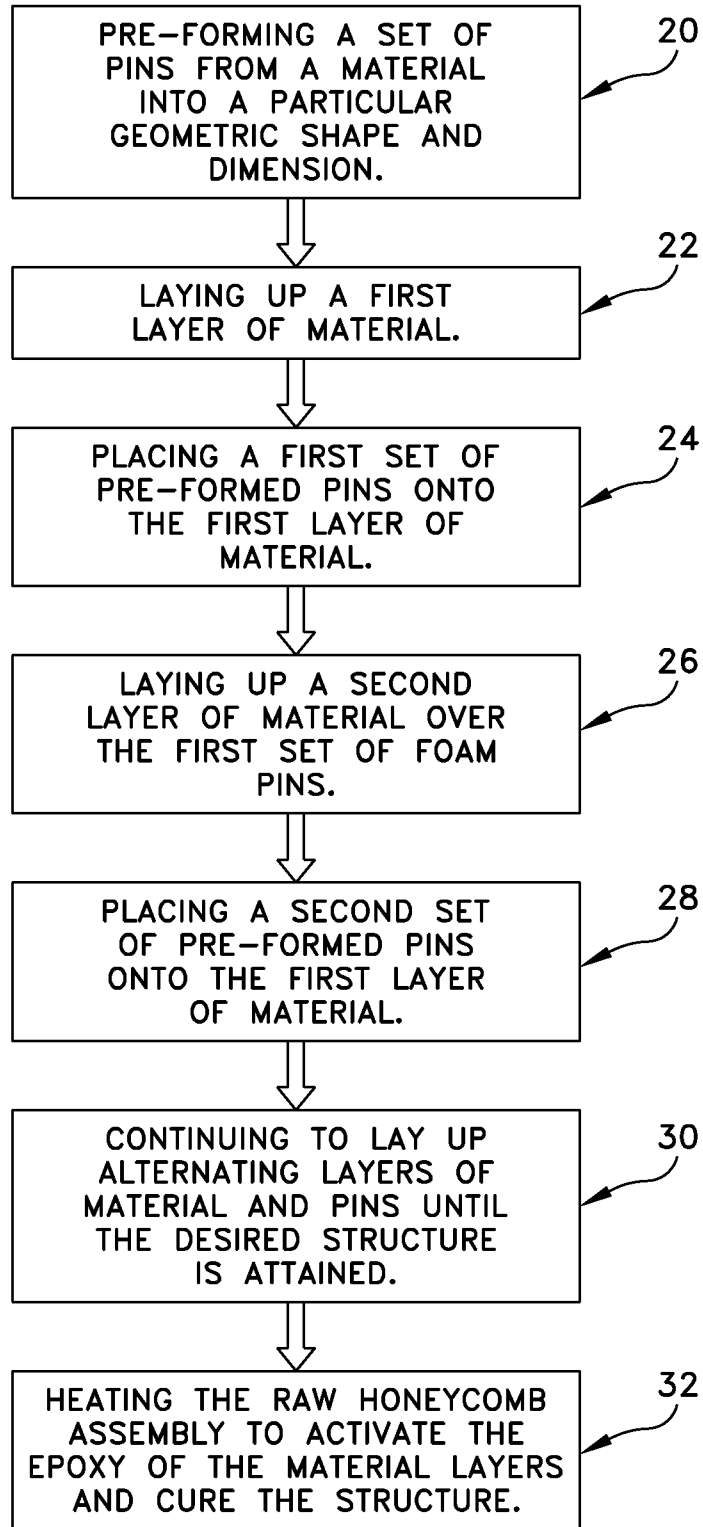 PRE-FORMING A SET OF
PINS FROM A MATERIAL
INTO A PARTICULAR
GEOMETRIC SHAPE AND
DIMENSION.
20
LAYING UP A FIRST
LAYER OF MATERIAL.
22
PLACING A FIRST SET OF
PRE-FORMED PINS ONTO
THE FIRST LAYER OF
MATERIAL.
24
LAYING UP A SECOND
LAYER OF MATERIAL OVER
THE FIRST SET OF FOAM
PINS.
26
PLACING A SECOND SET
OF PRE-FORMED PINS
ONTO THE FIRST LAYER
OF MATERIAL.
28
CONTINUING TO LAY UP
ALTERNATING LAYERS OF
MATERIAL AND PINS UNTIL
THE DESIRED STRUCTURE
IS ATTAINED.
30
HEATING THE RAW HONEYCOMB
ASSEMBLY TO ACTIVATE THE
EPOXY OF THE MATERIAL LAYERS
AND CURE THE STRUCTURE.
32